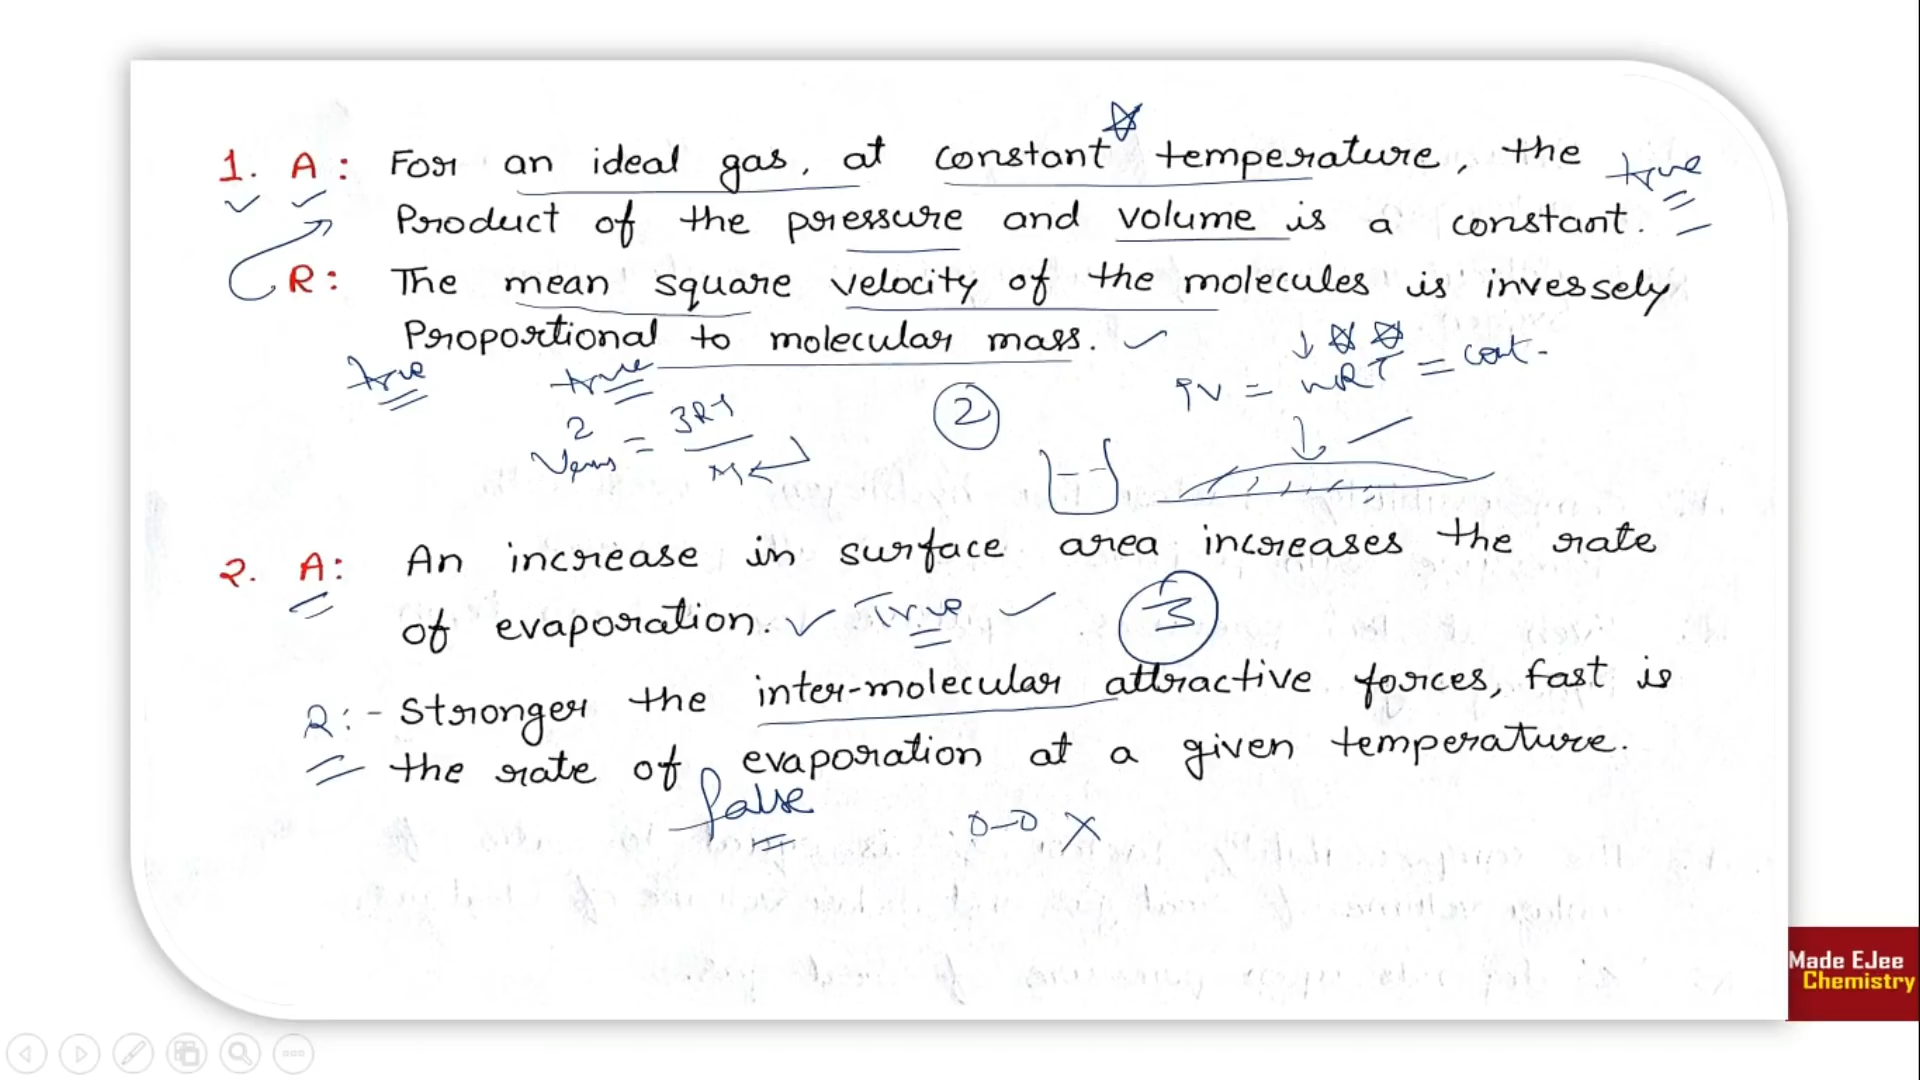 1. A: For an ideal gas, at constant temperature, the
true
Product of the pressure and volume is a constant.
R: The mean square velocity of the molecules is inversely
Proportional to molecular mass.
true
true
PV = nRT = cont-
V²rms = 3RT / M
2
2. A: An increase in surface area increases the rate
of evaporation. True
3
R:- Stronger the inter-molecular attractive forces, fast is
the rate of evaporation at a given temperature.
false
Made EJee
Chemistry